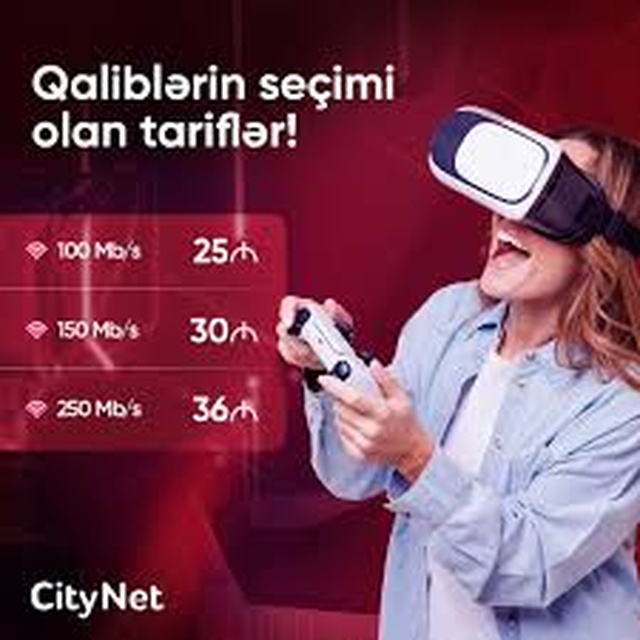 Qaliblərin seçimi
olan tariflər!
100 Mb/s 25₼
150 Mb/s 30₼
250 Mb/s 36₼
CityNet